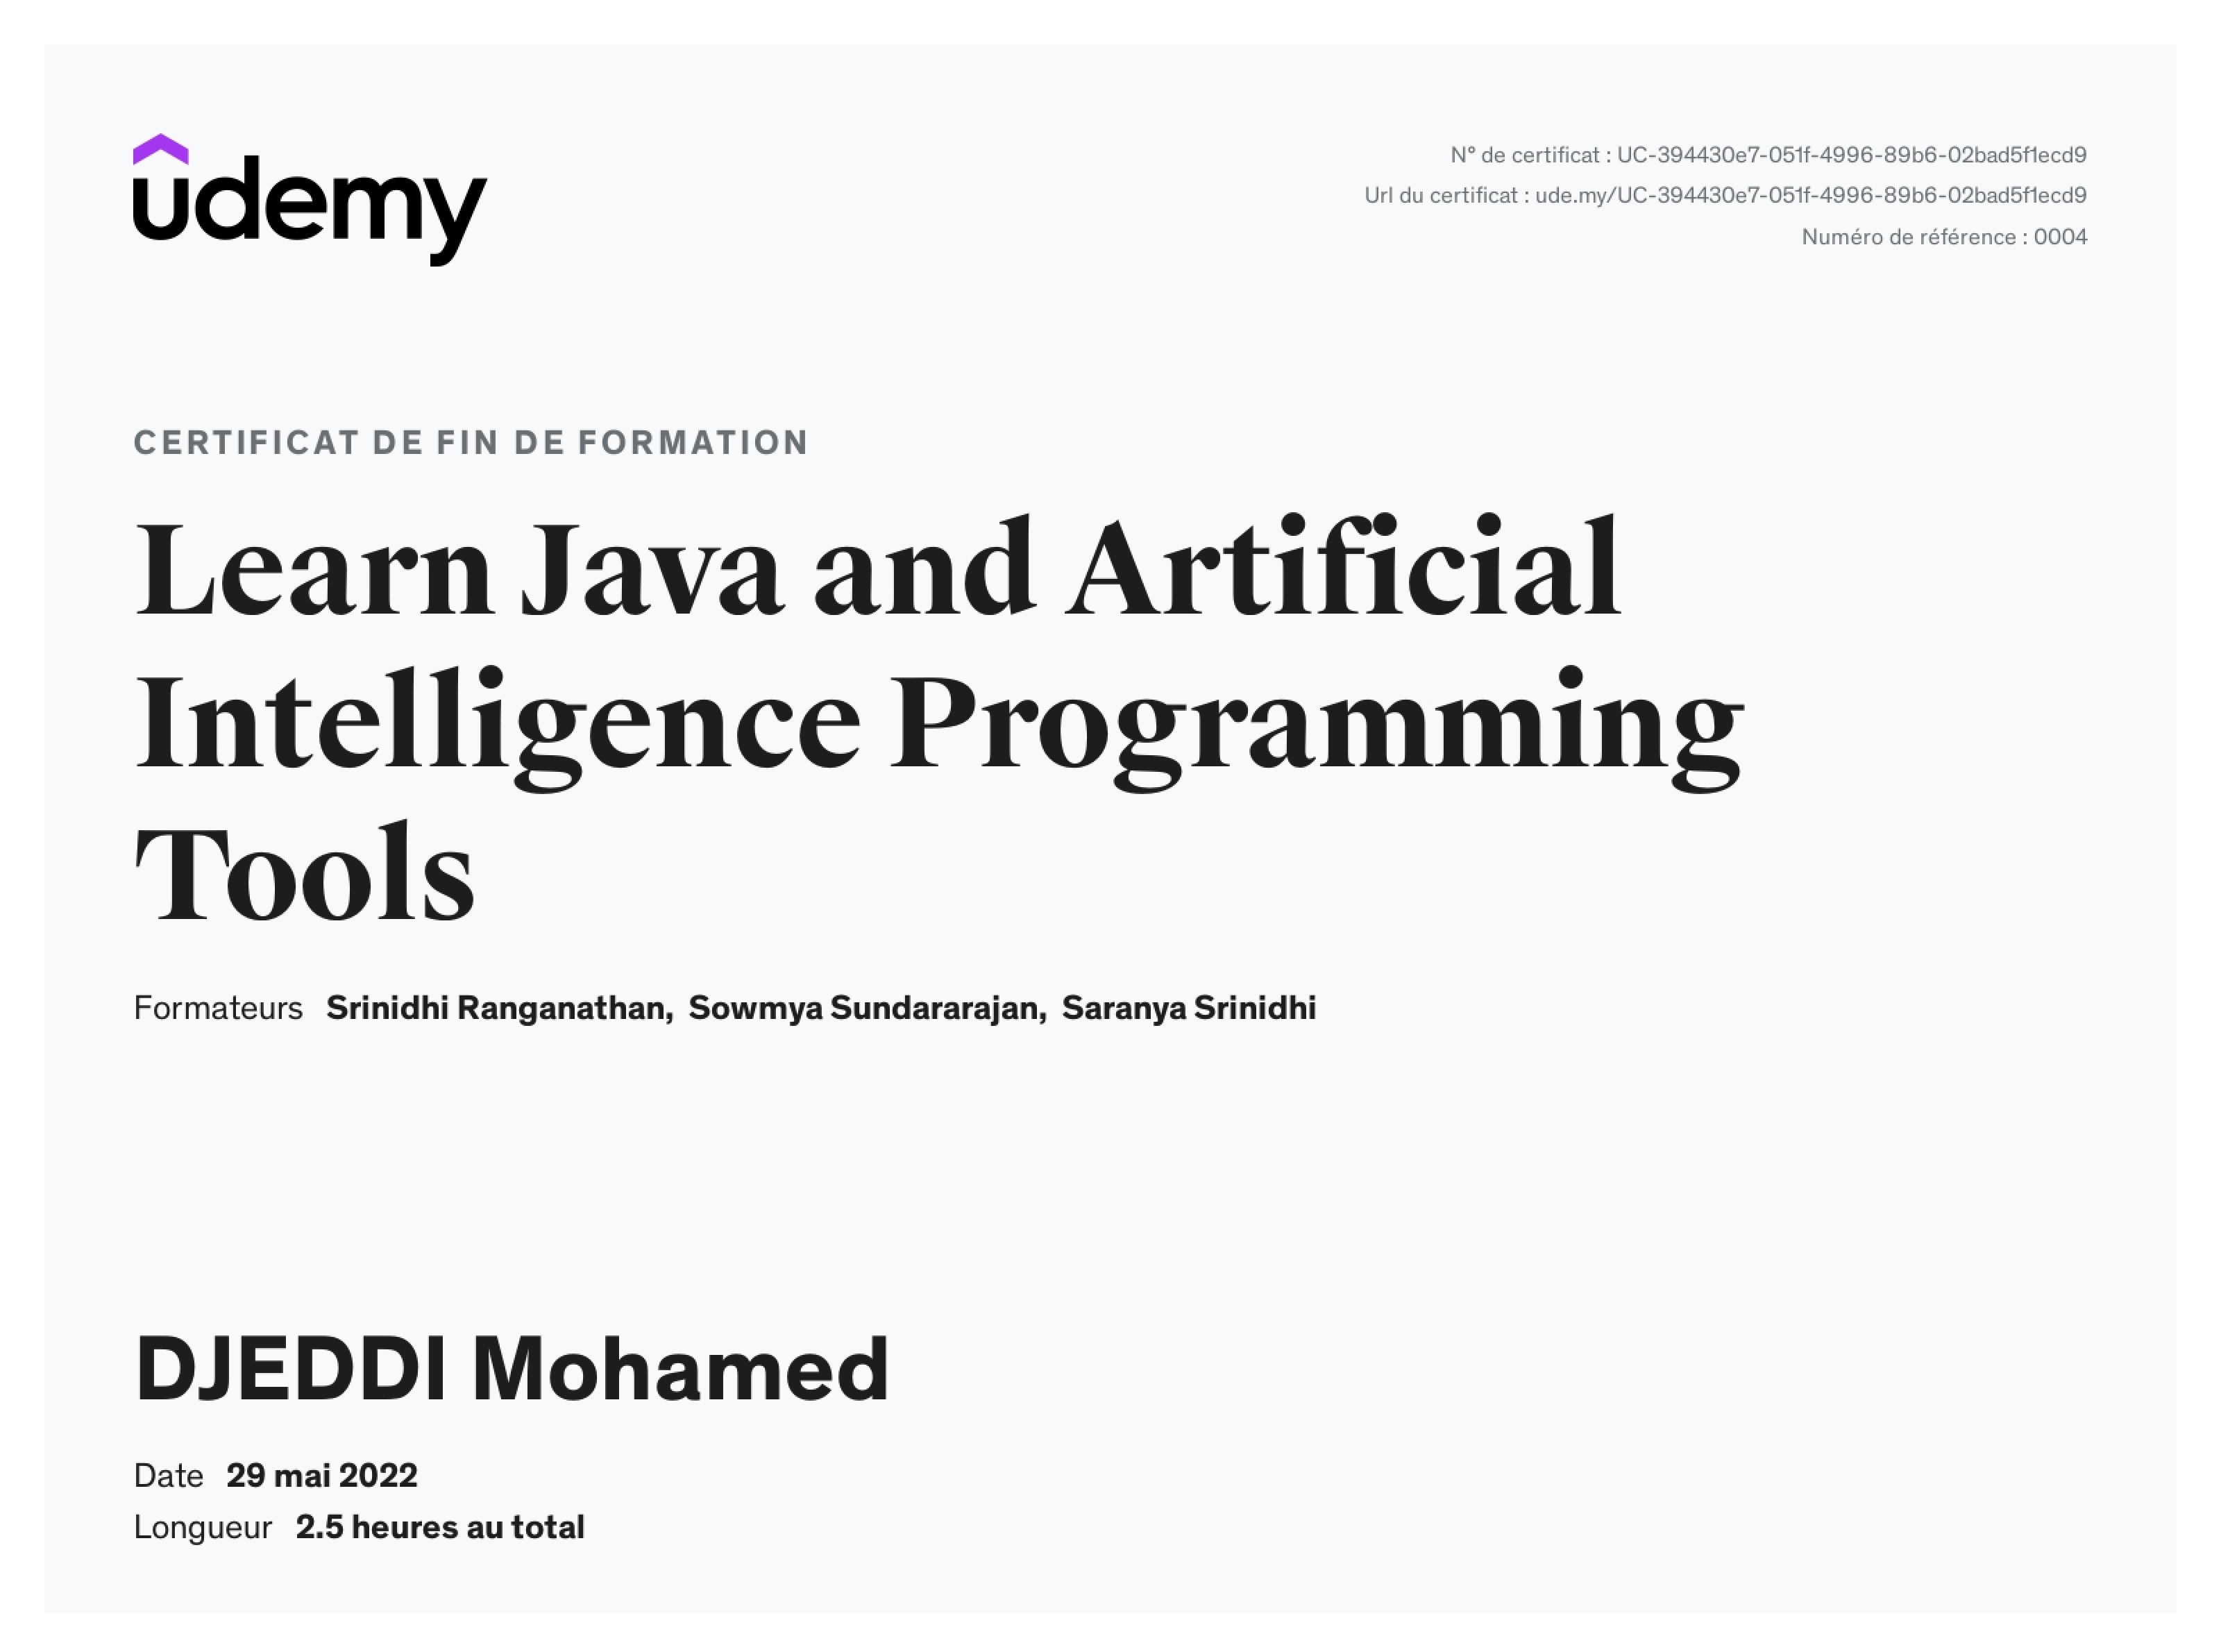 udemy
N° de certificat : UC-394430e7-051f-4996-89b6-02bad5f1ecd9
Url du certificat : ude.my/UC-394430e7-051f-4996-89b6-02bad5f1ecd9
Numéro de référence : 0004
CERTIFICAT DE FIN DE FORMATION
Learn Java and Artificial
Intelligence Programming
Tools
Formateurs Srinidhi Ranganathan, Sowmya Sundararajan, Saranya Srinidhi
DJEDDI Mohamed
Date 29 mai 2022
Longueur 2.5 heures au total